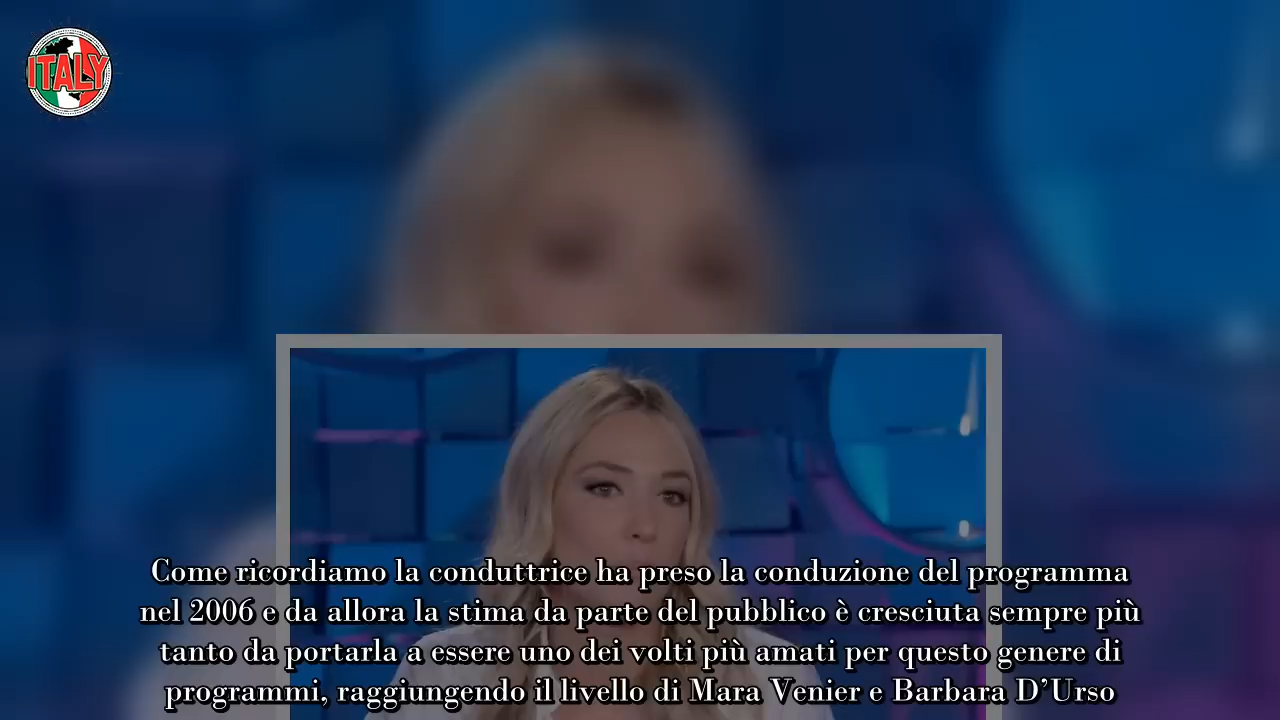 ITALY
Come ricordiamo la conduttrice ha preso la conduzione del programma
nel 2006 e da allora la stima da parte del pubblico è cresciuta sempre più
tanto da portarla a essere uno dei volti più amati per questo genere di
programmi, raggiungendo il livello di Mara Venier e Barbara D’Urso